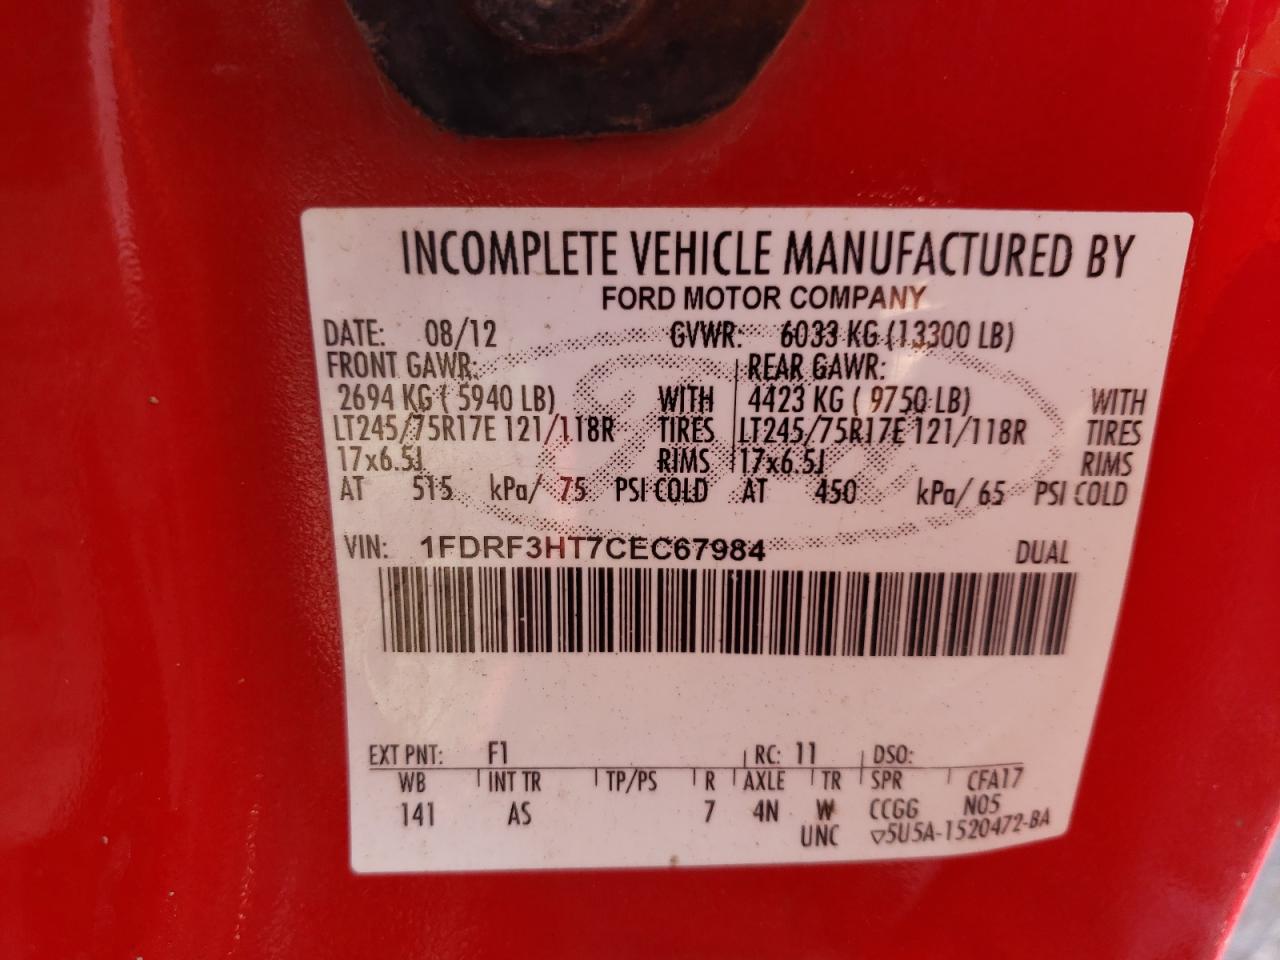 INCOMPLETE VEHICLE MANUFACTURED BY
FORD MOTOR COMPANY
DATE: 08/12 GVWR: 6033 KG (13300 LB)
FRONT GAWR: REAR GAWR:
2694 KG ( 5940 LB) WITH 4423 KG ( 9750 LB) WITH
LT245/75R17E 121/118R TIRES LT245/75R17E 121/118R TIRES
17x6.5J RIMS 17x6.5J RIMS
AT 515 kPa/ 75 PSI COLD AT 450 kPa/ 65 PSI COLD
VIN: 1FDRF3HT7CEC67984 DUAL
EXT PNT: F1 RC: 11 DSO:
WB INT TR TP/PS R AXLE TR SPR CFA17
141 AS 7 4N W CCGG N05
UNC ▽5U5A-1520472-BA